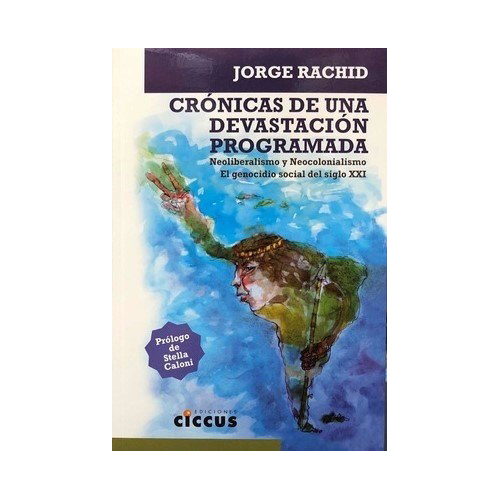 JORGE RACHID
CRÓNICAS DE UNA
DEVASTACIÓN
PROGRAMADA
Neoliberalismo y Neocolonialismo
El genocidio social del siglo XXI
Prólogo
de
Stella
Caloni
EDICIONES
CICCUS